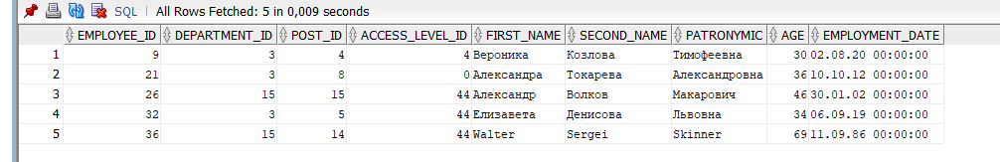 SQL | All Rows Fetched: 5 in 0,009 seconds
EMPLOYEE_ID DEPARTMENT_ID POST_ID ACCESS_LEVEL_ID FIRST_NAME SECOND_NAME PATRONYMIC AGE EMPLOYMENT_DATE
1 9 3 4 4 Вероника Козлова Тимофеевна 30 02.08.20 00:00:00
2 21 3 8 0 Александра Токарева Александровна 36 10.10.12 00:00:00
3 26 15 15 44 Александр Волков Макарович 46 30.01.02 00:00:00
4 32 3 5 44 Елизавета Денисова Львовна 34 06.09.19 00:00:00
5 36 15 14 44 Walter Sergei Skinner 69 11.09.86 00:00:00